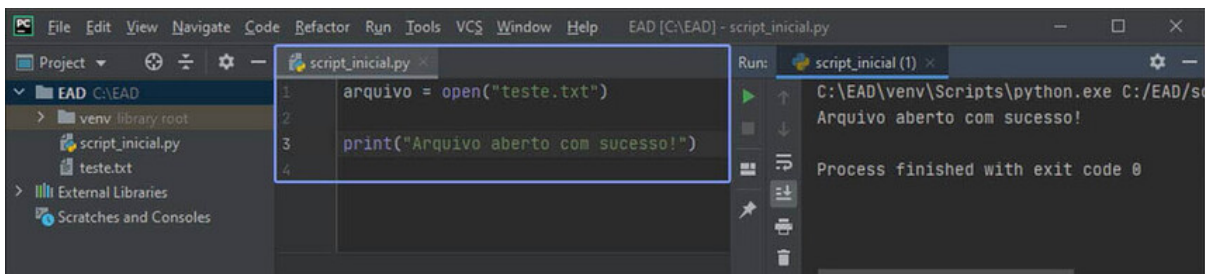 PC File Edit View Navigate Code Refactor Run Tools VCS Window Help EAD [C:\EAD] - script_inicial.py
Project
script_inicial.py
Run: script_inicial (1)
EAD C:\EAD
venv library root
script_inicial.py
teste.txt
External Libraries
Scratches and Consoles
1 arquivo = open("teste.txt")
2
3 print("Arquivo aberto com sucesso!")
4
C:\EAD\venv\Scripts\python.exe C:/EAD/sc
Arquivo aberto com sucesso!
Process finished with exit code 0